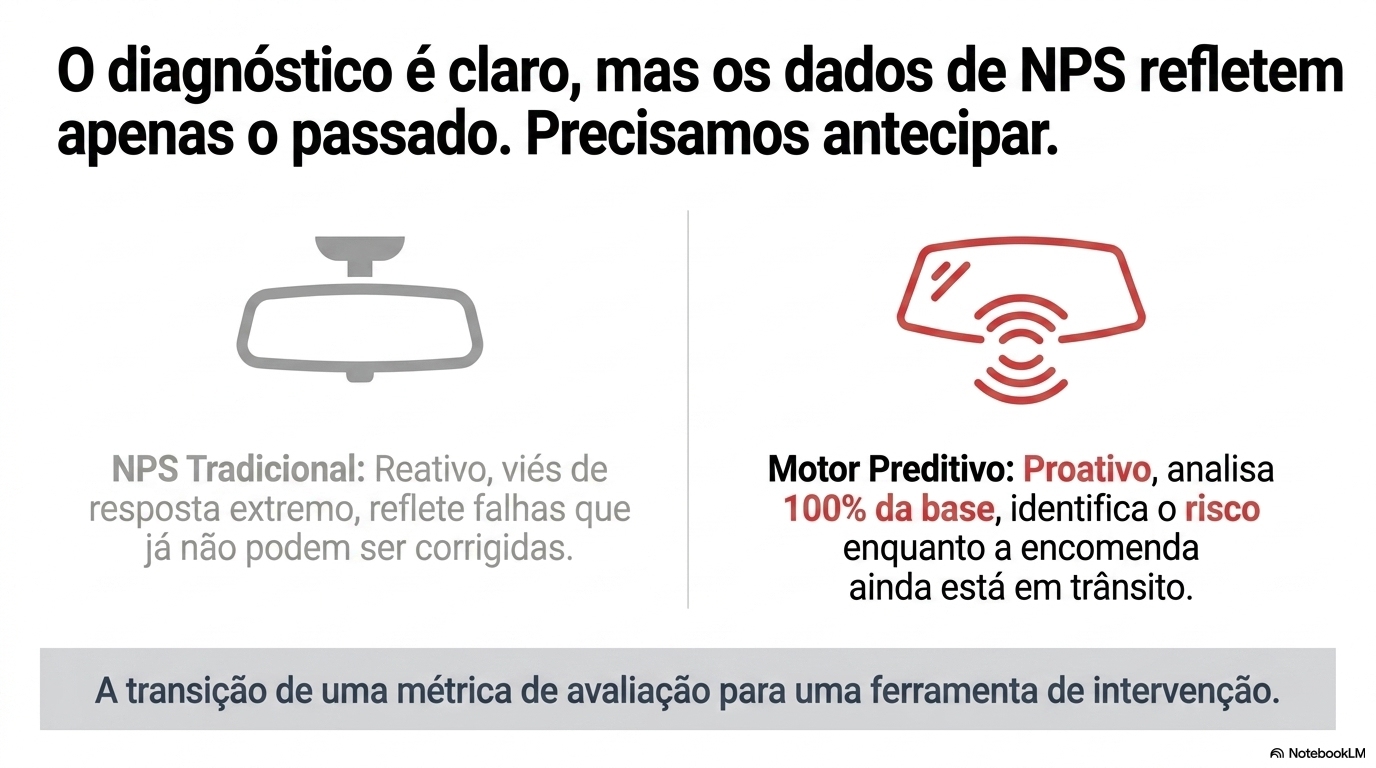 O diagnóstico é claro, mas os dados de NPS refletem
apenas o passado. Precisamos antecipar.
NPS Tradicional: Reativo, viés de
resposta extremo, reflete falhas que
já não podem ser corrigidas.
Motor Preditivo: Proativo, analisa
100% da base, identifica o risco
enquanto a encomenda
ainda está em trânsito.
A transição de uma métrica de avaliação para uma ferramenta de intervenção.
NotebookLM